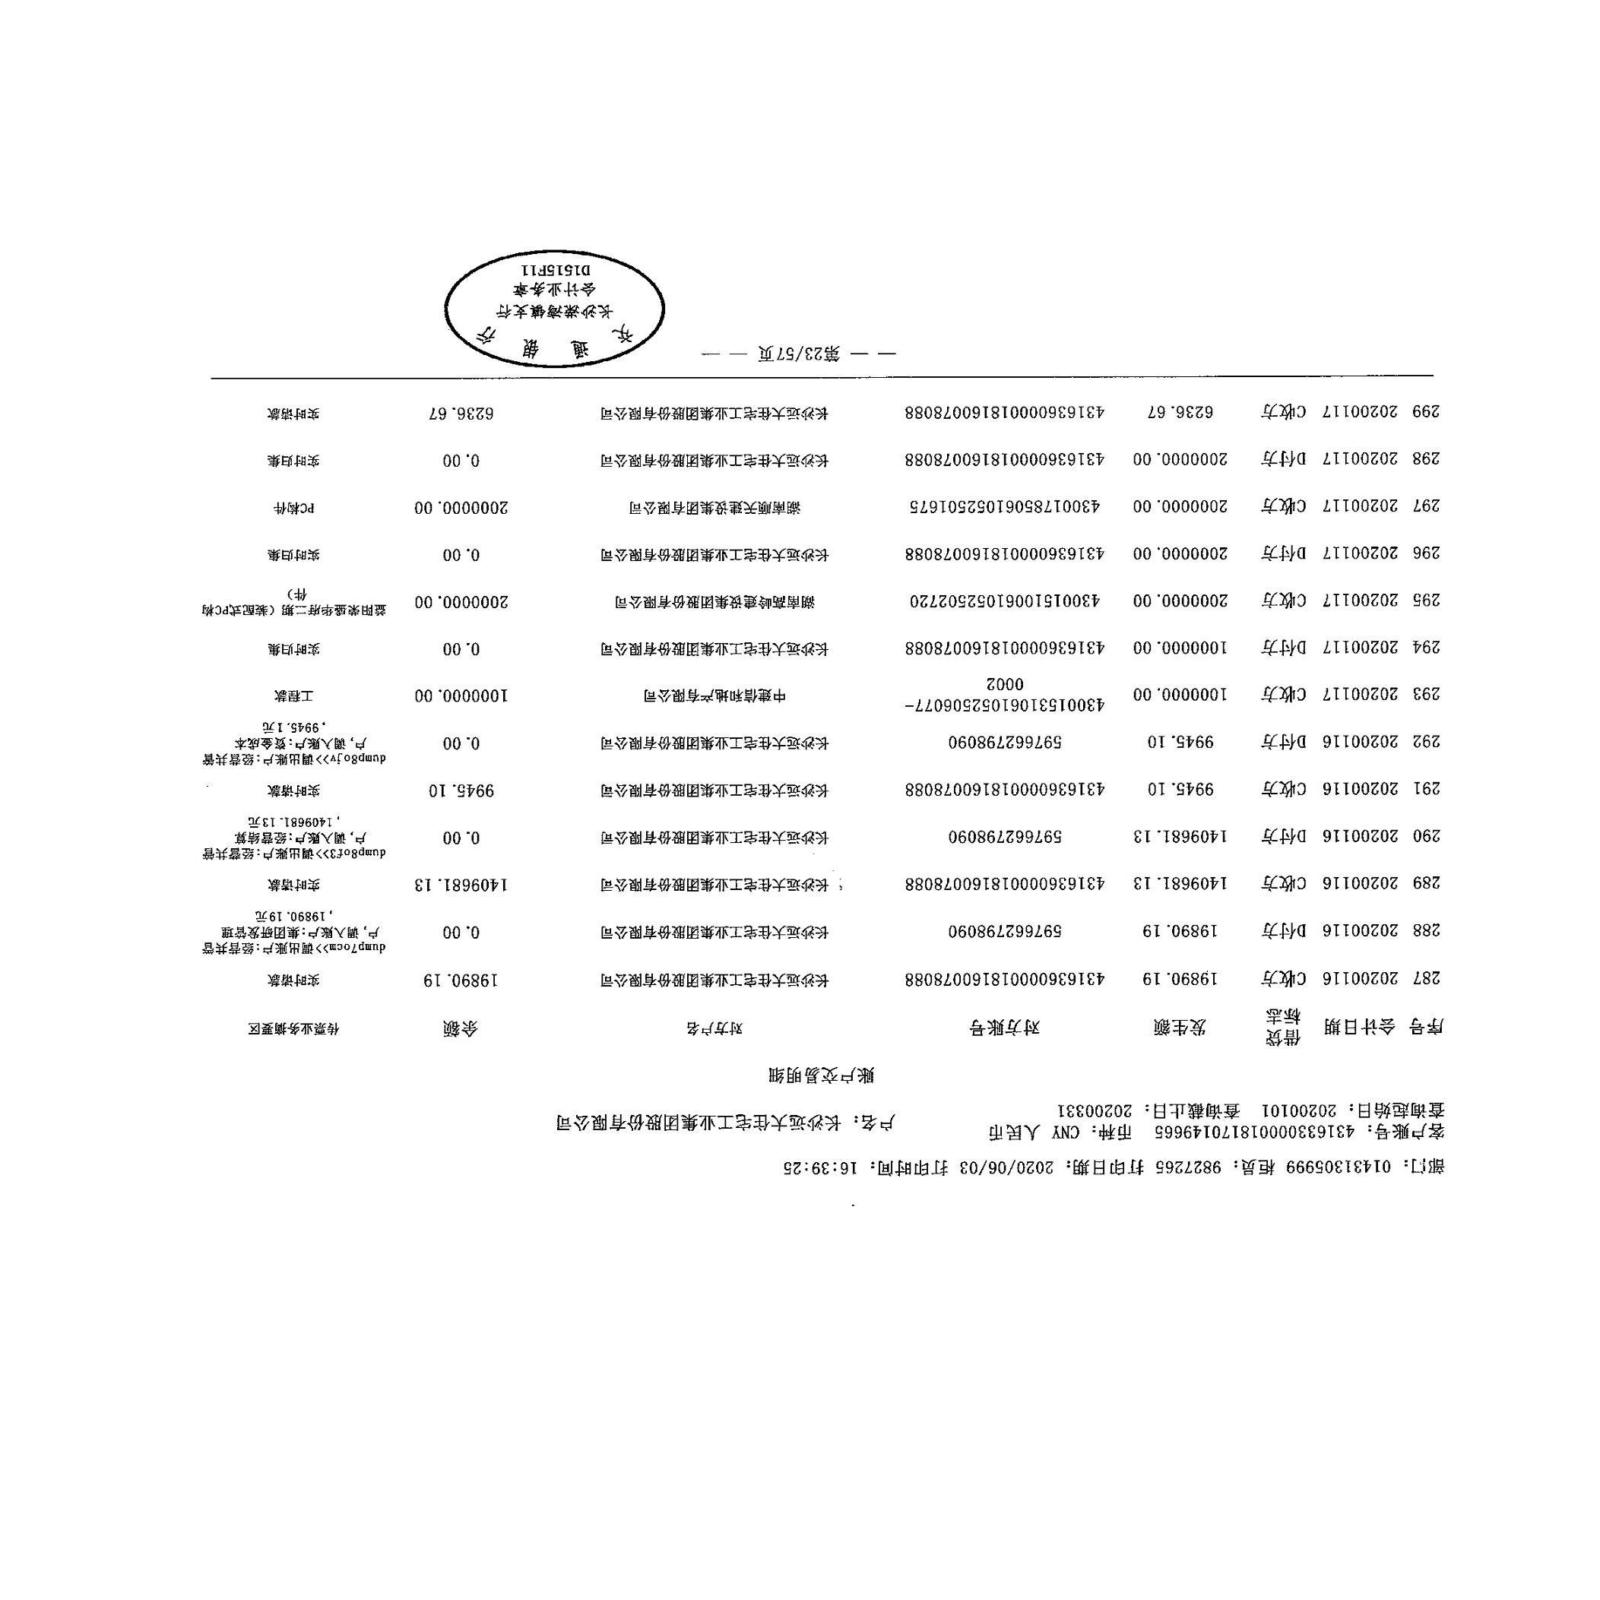 部门: 01431305999 柜员: 9827265 打印日期: 2020/06/03 打印时间: 16:39:25
客户账号: 431633000018170149665 币种: CNY 人民币 户名: 长沙远大住宅工业集团股份有限公司
查询起始日: 20200101 查询截止日: 20200331
账户交易明细
序号 会计日期 借贷标志 发生额 对方账号 对方户名 余额 传票业务摘要区
287 20200116 C收方 19890.19 431636000018160078088 长沙远大住宅工业集团股份有限公司 19890.19 实时请款
288 20200116 D付方 19890.19 597662798090 长沙远大住宅工业集团股份有限公司 0.00 dump7ocm>>调出账户:经营共管
户,调入账户:集团研发管理
,19890.19元
289 20200116 C收方 1409681.13 431636000018160078088 长沙远大住宅工业集团股份有限公司 1409681.13 实时请款
290 20200116 D付方 1409681.13 597662798090 长沙远大住宅工业集团股份有限公司 0.00 dump8of3>>调出账户:经营共管
户,调入账户:经营结算
,1409681.13元
291 20200116 C收方 9945.10 431636000018160078088 长沙远大住宅工业集团股份有限公司 9945.10 实时请款
292 20200116 D付方 9945.10 597662798090 长沙远大住宅工业集团股份有限公司 0.00 dump8ojv>>调出账户:经营共管
户,调入账户:资金成本
,9945.1元
293 20200117 C收方 1000000.00 43001531061052506077-
0002 中建信和地产有限公司 1000000.00 工程款
294 20200117 D付方 1000000.00 431636000018160078088 长沙远大住宅工业集团股份有限公司 0.00 实时归集
295 20200117 C收方 2000000.00 43001510061052502720 湖南高岭建设集团股份有限公司 2000000.00 益阳荣盛华府二期（装配式PC构
件）
296 20200117 D付方 2000000.00 431636000018160078088 长沙远大住宅工业集团股份有限公司 0.00 实时归集
297 20200117 C收方 2000000.00 43001785061052501675 湖南顺天建设集团有限公司 2000000.00 PC构件
298 20200117 D付方 2000000.00 431636000018160078088 长沙远大住宅工业集团股份有限公司 0.00 实时归集
299 20200117 C收方 6236.67 431636000018160078088 长沙远大住宅工业集团股份有限公司 6236.67 实时请款
— — 第23/57页 — —
交通银行
长沙溁湾镇支行
会计业务章
D1515F11